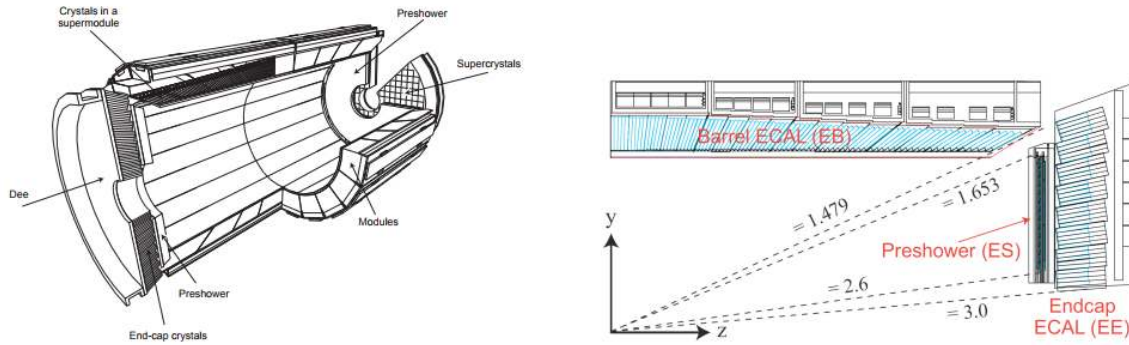 Crystals in a
supermodule
Preshower
Supercrystals
Dee
Modules
Preshower
End-cap crystals
Barrel ECAL (EB)
= 1.479
= 1.653
y
Preshower (ES)
= 2.6
= 3.0
z
Endcap
ECAL (EE)